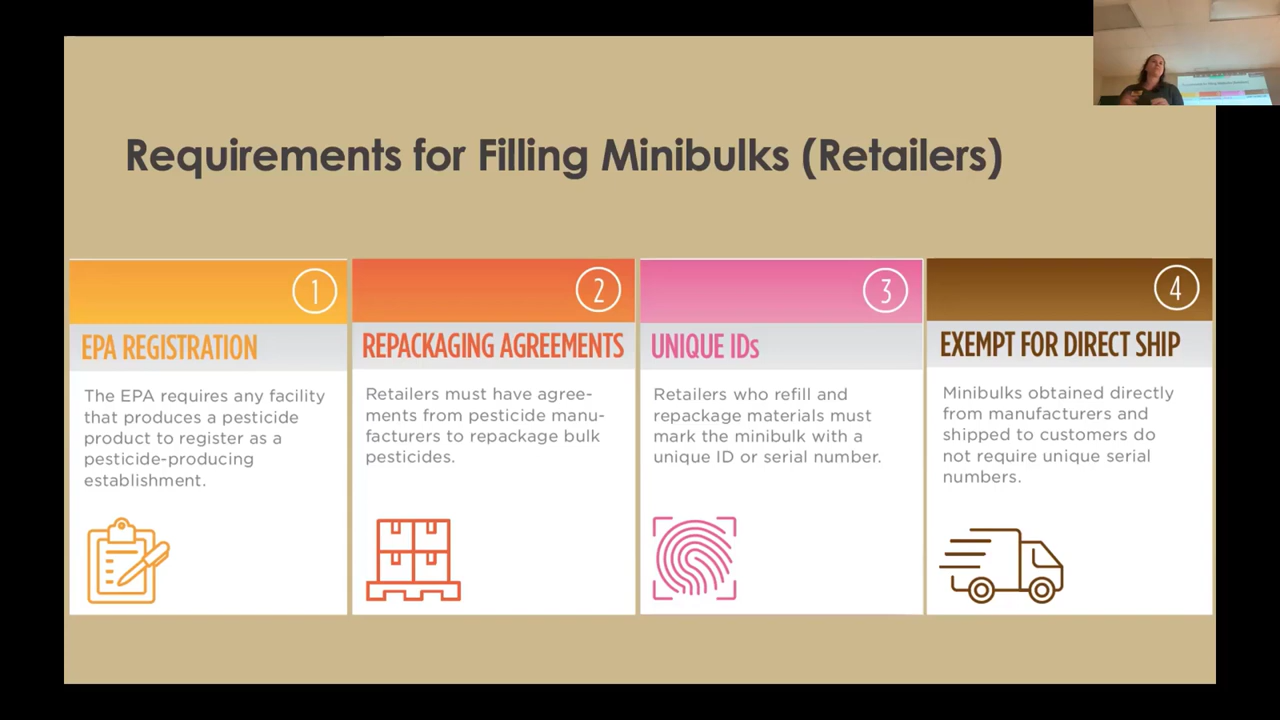 Requirements for Filling Minibulks (Retailers)
1
EPA REGISTRATION
The EPA requires any facility
that produces a pesticide
product to register as a
pesticide-producing
establishment.
2
REPACKAGING AGREEMENTS
Retailers must have agree-
ments from pesticide manu-
facturers to repackage bulk
pesticides.
3
UNIQUE IDs
Retailers who refill and
repackage materials must
mark the minibulk with a
unique ID or serial number.
4
EXEMPT FOR DIRECT SHIP
Minibulks obtained directly
from manufacturers and
shipped to customers do
not require unique serial
numbers.